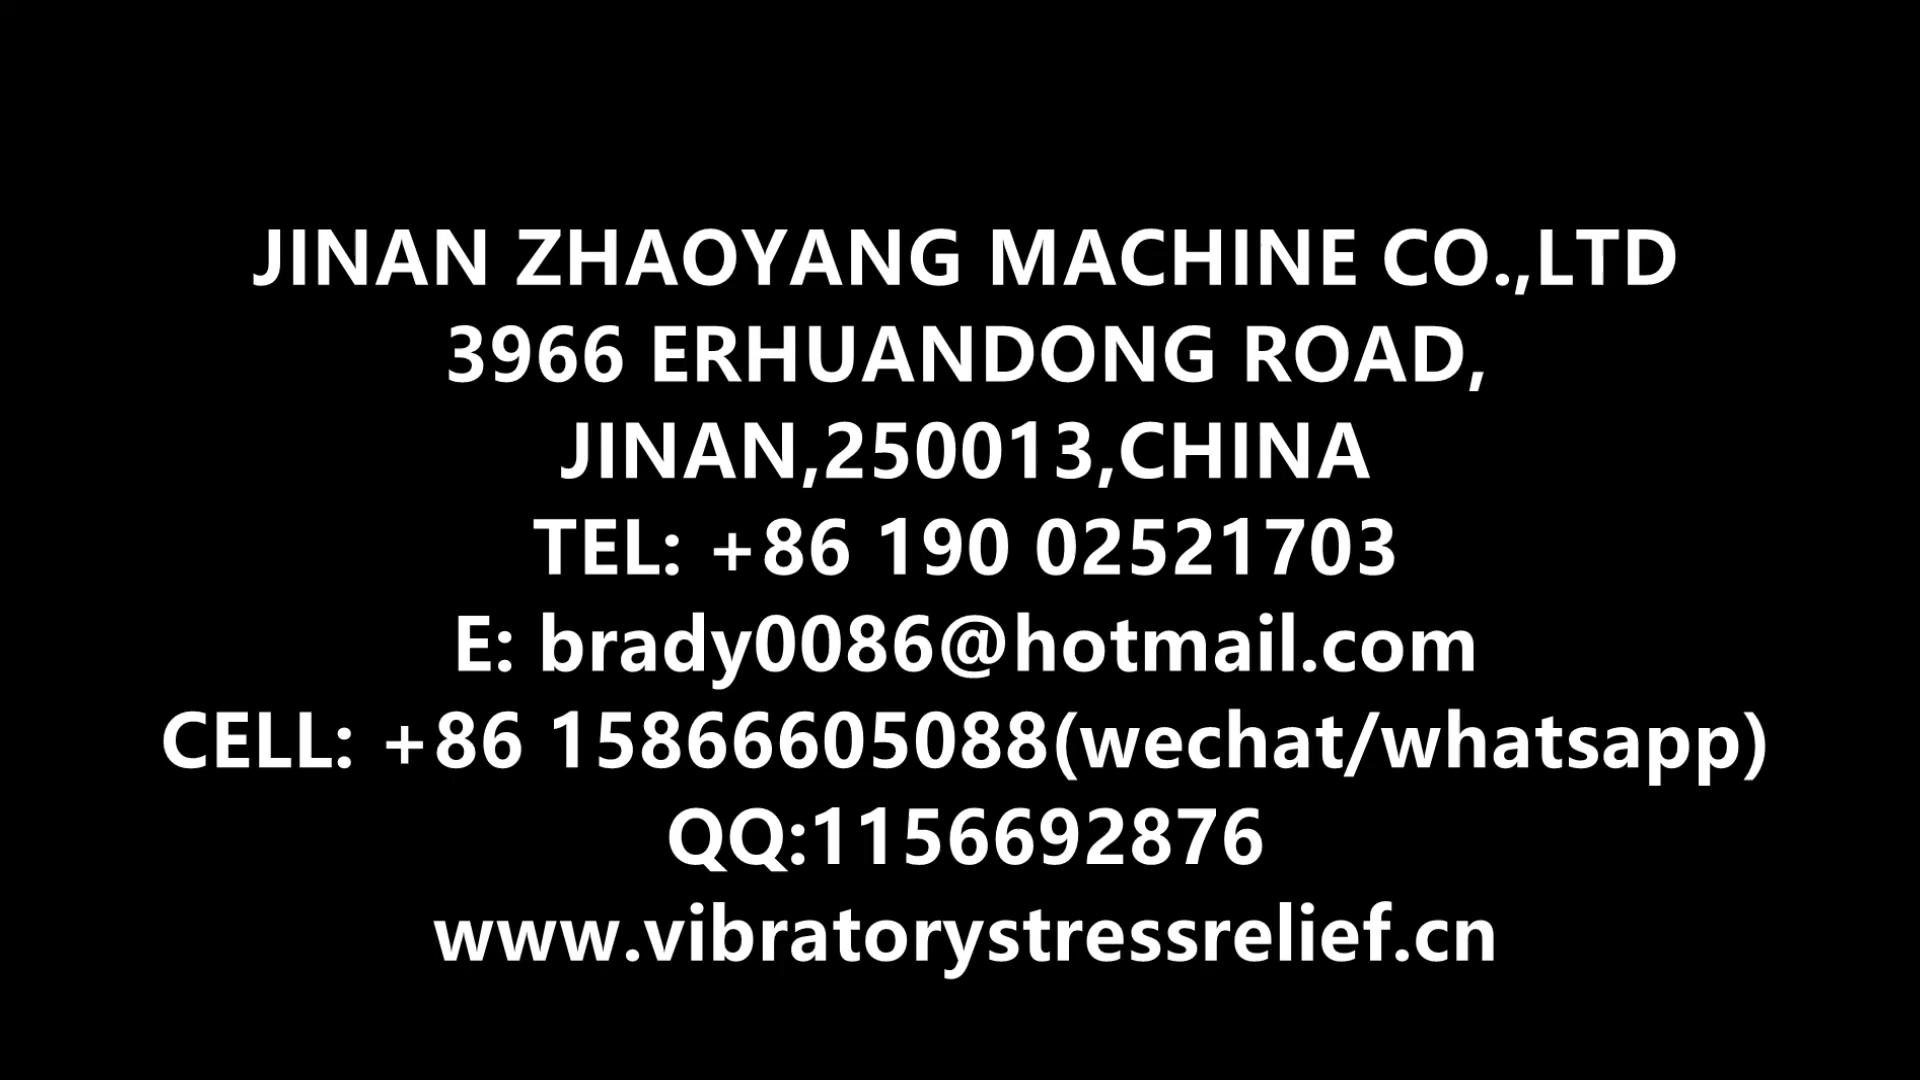 JINAN ZHAOYANG MACHINE CO.,LTD
3966 ERHUANDONG ROAD,
JINAN,250013,CHINA
TEL: +86 190 02521703
E: brady0086@hotmail.com
CELL: +86 15866605088(wechat/whatsapp)
QQ:1156692876
www.vibratorystressrelief.cn